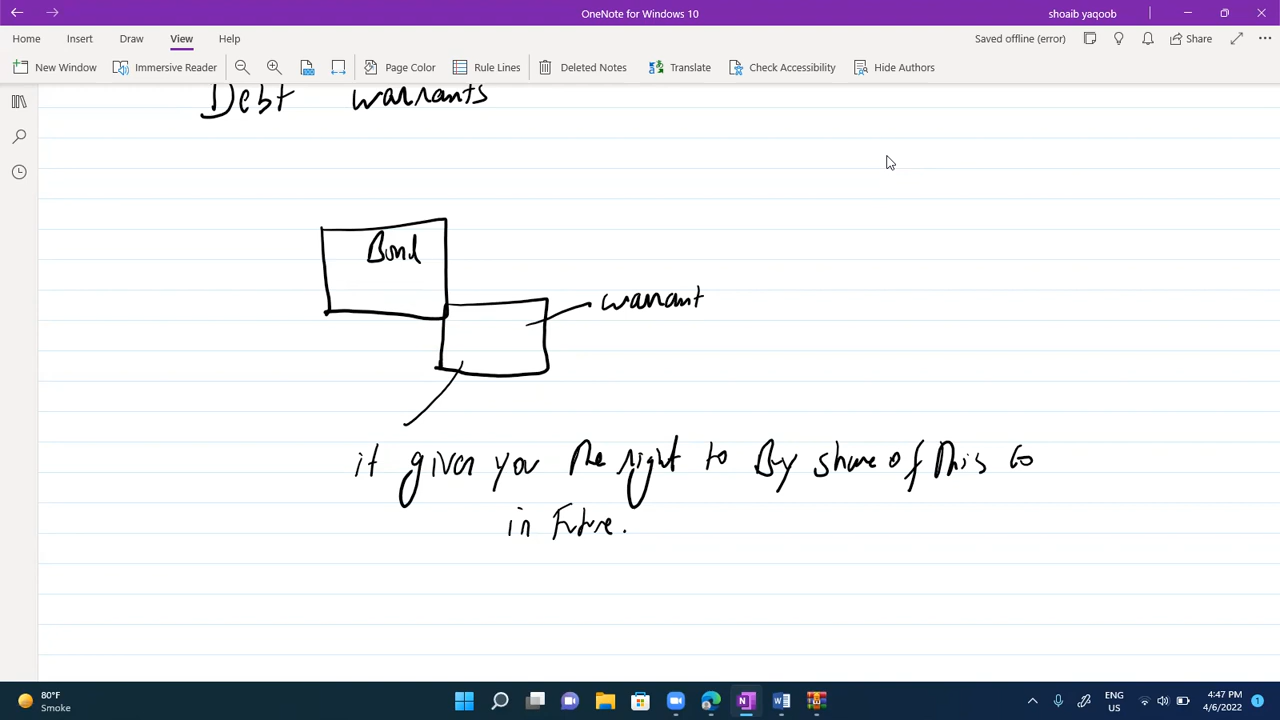 OneNote for Windows 10
shoaib yaqoob
Home Insert Draw View Help
Saved offline (error)
Share
New Window Immersive Reader Page Color Rule Lines Deleted Notes Translate Check Accessibility Hide Authors
Debt warrants
Bond
warrant
it gives you the right to By share of this Co
in Future.
80°F
Smoke
ENG
US
4:47 PM
4/6/2022